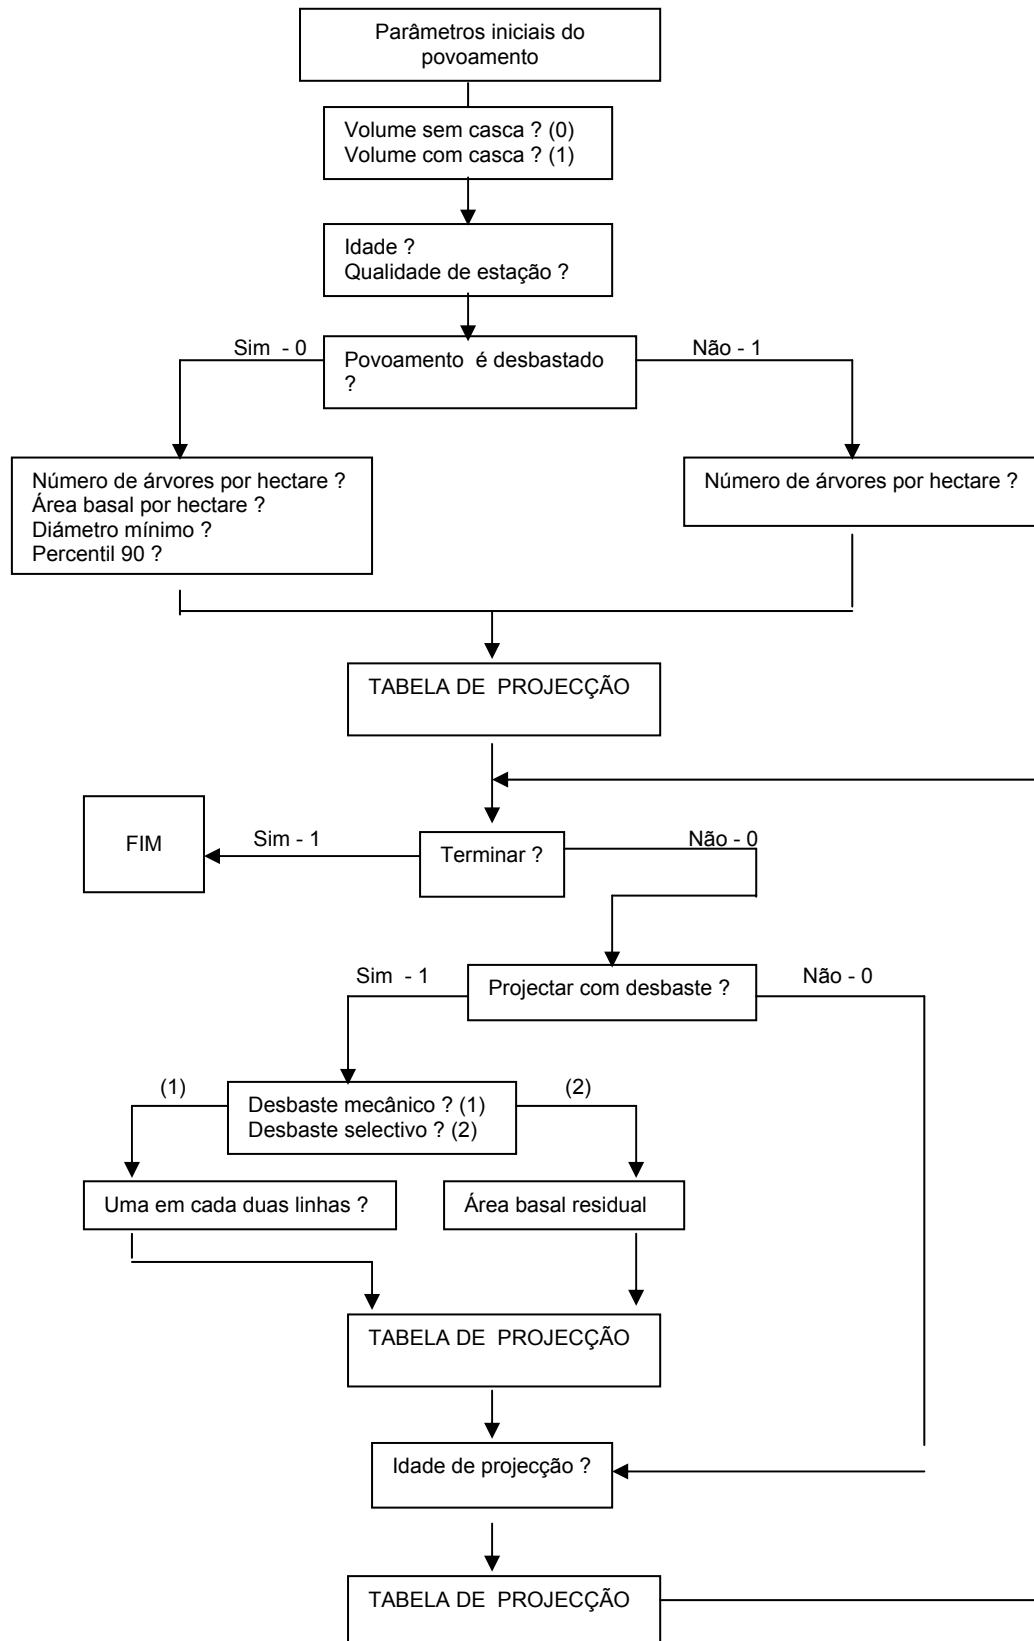 Parâmetros iniciais do
povoamento
Volume sem casca ? (0)
Volume com casca ? (1)
Idade ?
Qualidade de estação ?
Sim - 0
Povoamento é desbastado
?
Não - 1
Número de árvores por hectare ?
Área basal por hectare ?
Diámetro mínimo ?
Percentil 90 ?
Número de árvores por hectare ?
TABELA DE PROJECÇÃO
FIM
Sim - 1
Terminar ?
Não - 0
Sim - 1
Projectar com desbaste ?
Não - 0
(1)
Desbaste mecânico ? (1)
Desbaste selectivo ? (2)
(2)
Uma em cada duas linhas ?
Área basal residual
TABELA DE PROJECÇÃO
Idade de projecção ?
TABELA DE PROJECÇÃO